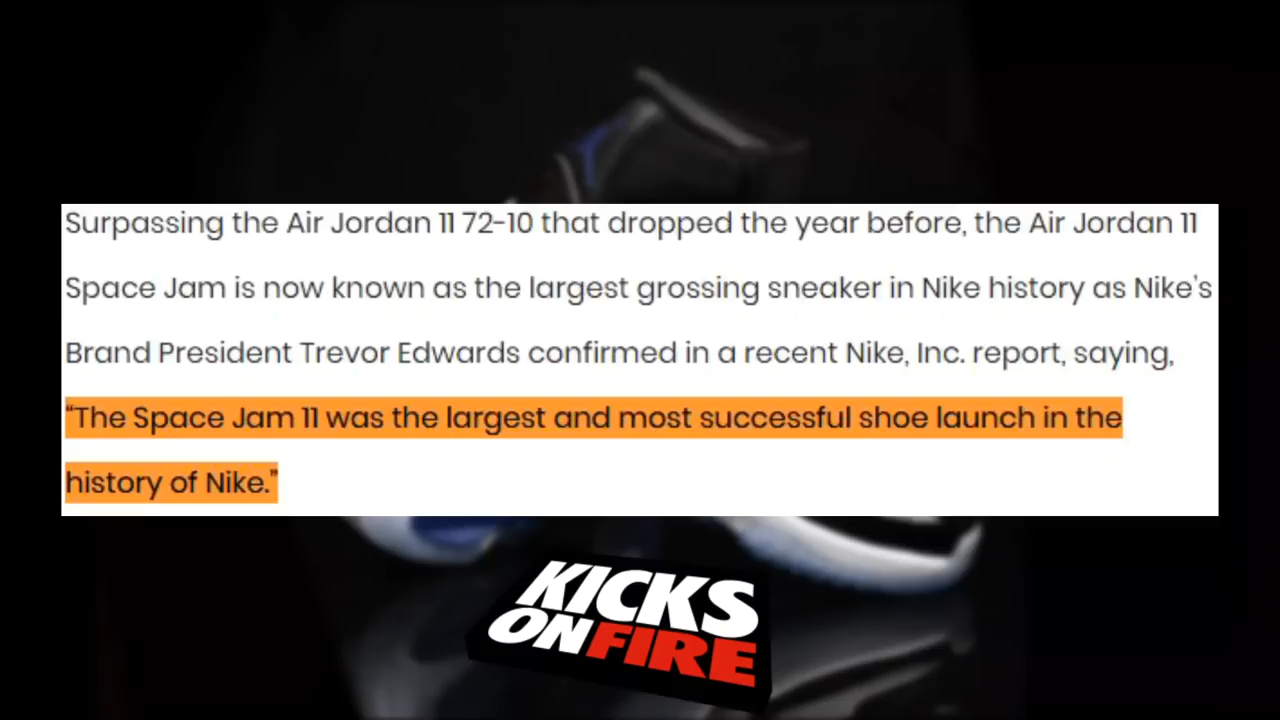 Surpassing the Air Jordan 11 72-10 that dropped the year before, the Air Jordan 11
Space Jam is now known as the largest grossing sneaker in Nike history as Nike's
Brand President Trevor Edwards confirmed in a recent Nike, Inc. report, saying,
“The Space Jam 11 was the largest and most successful shoe launch in the
history of Nike.”
KICKS
ONFIRE